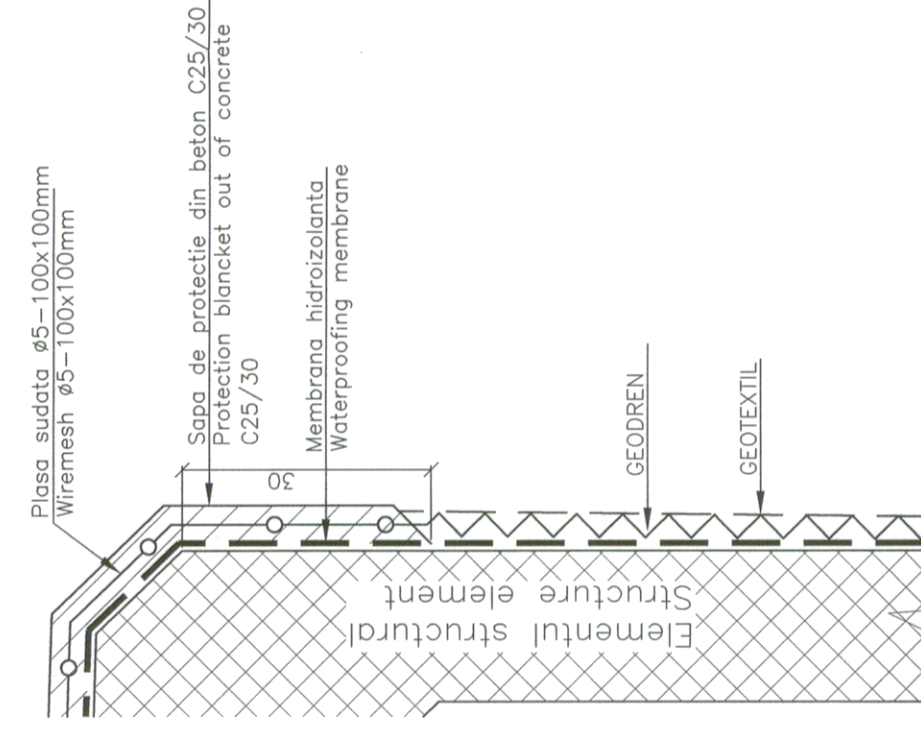 Plasa sudata ø5-100x100mm
Wiremesh ø5-100x100mm
Sapa de protectie din beton C25/30
Protection blancket out of concrete
C25/30
Membrana hidroizolanta
Waterproofing membrane
30
GEODREN
GEOTEXTIL
Elementul structural
Structure element